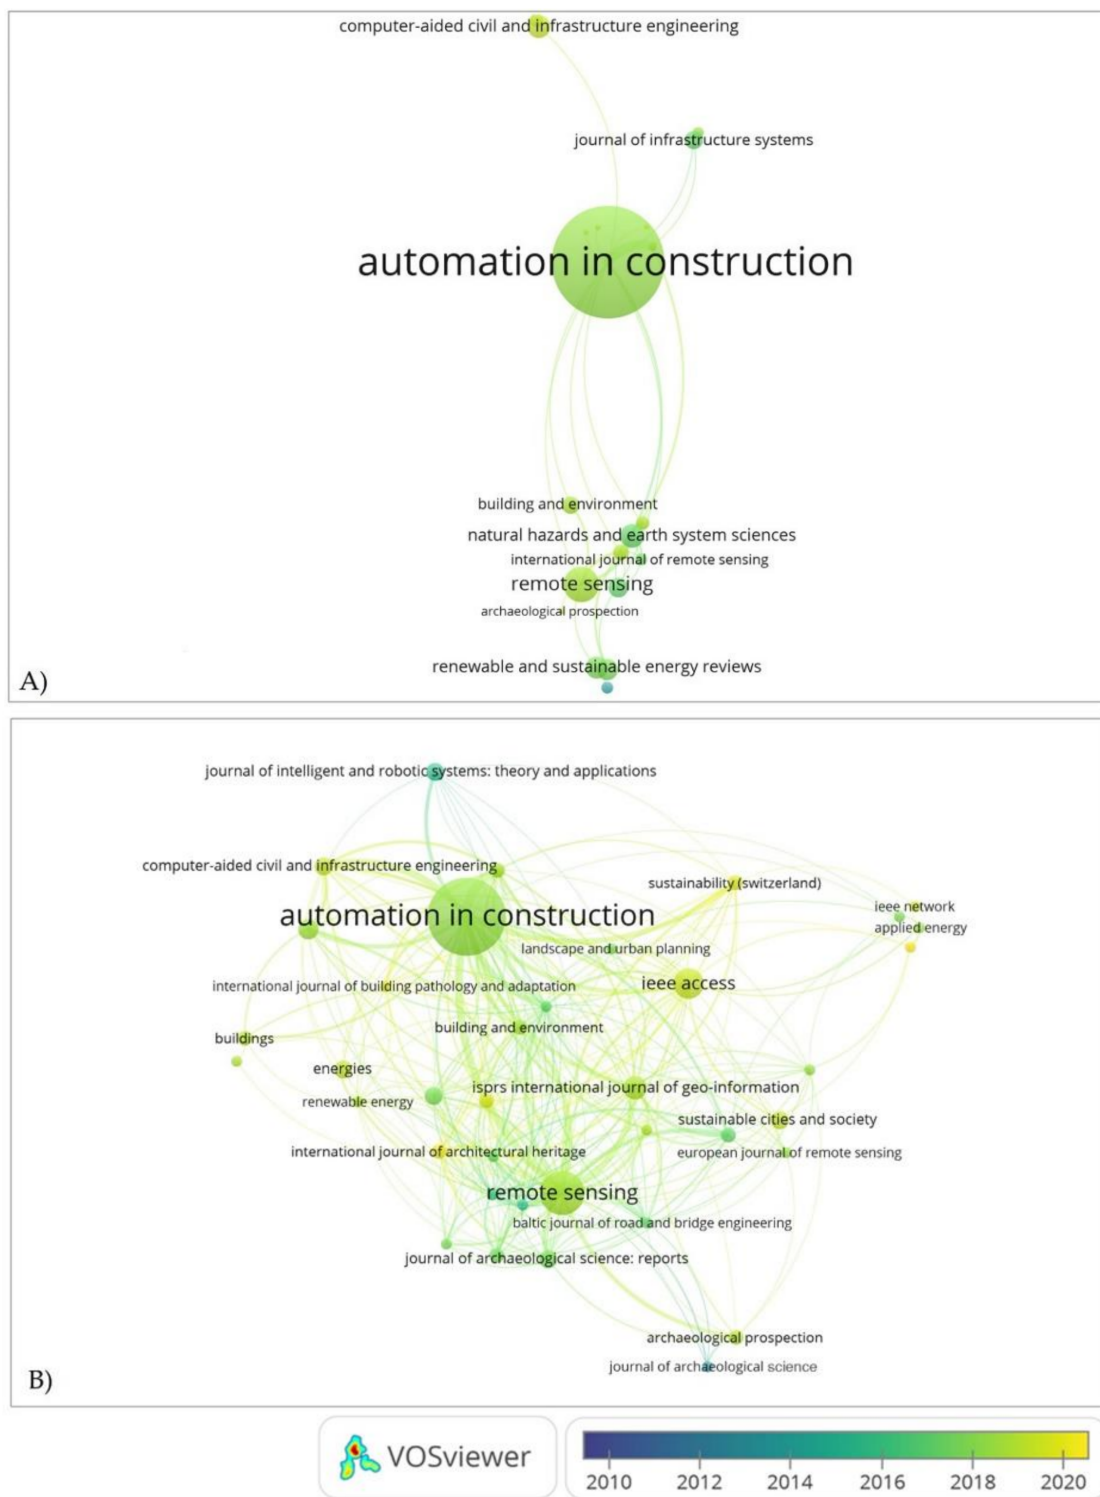 computer-aided civil and infrastructure engineering
journal of infrastructure systems
automation in construction
building and environment
natural hazards and earth system sciences
international journal of remote sensing
remote sensing
archaeological prospection
renewable and sustainable energy reviews
A)
journal of intelligent and robotic systems: theory and applications
computer-aided civil and infrastructure engineering
sustainability (switzerland)
ieee network
automation in construction
applied energy
landscape and urban planning
ieee access
international journal of building pathology and adaptation
building and environment
buildings
energies
isprs international journal of geo-information
renewable energy
sustainable cities and society
international journal of architectural heritage
european journal of remote sensing
remote sensing
baltic journal of road and bridge engineering
journal of archaeological science: reports
archaeological prospection
journal of archaeological science
B)
VOSviewer
2010 2012 2014 2016 2018 2020